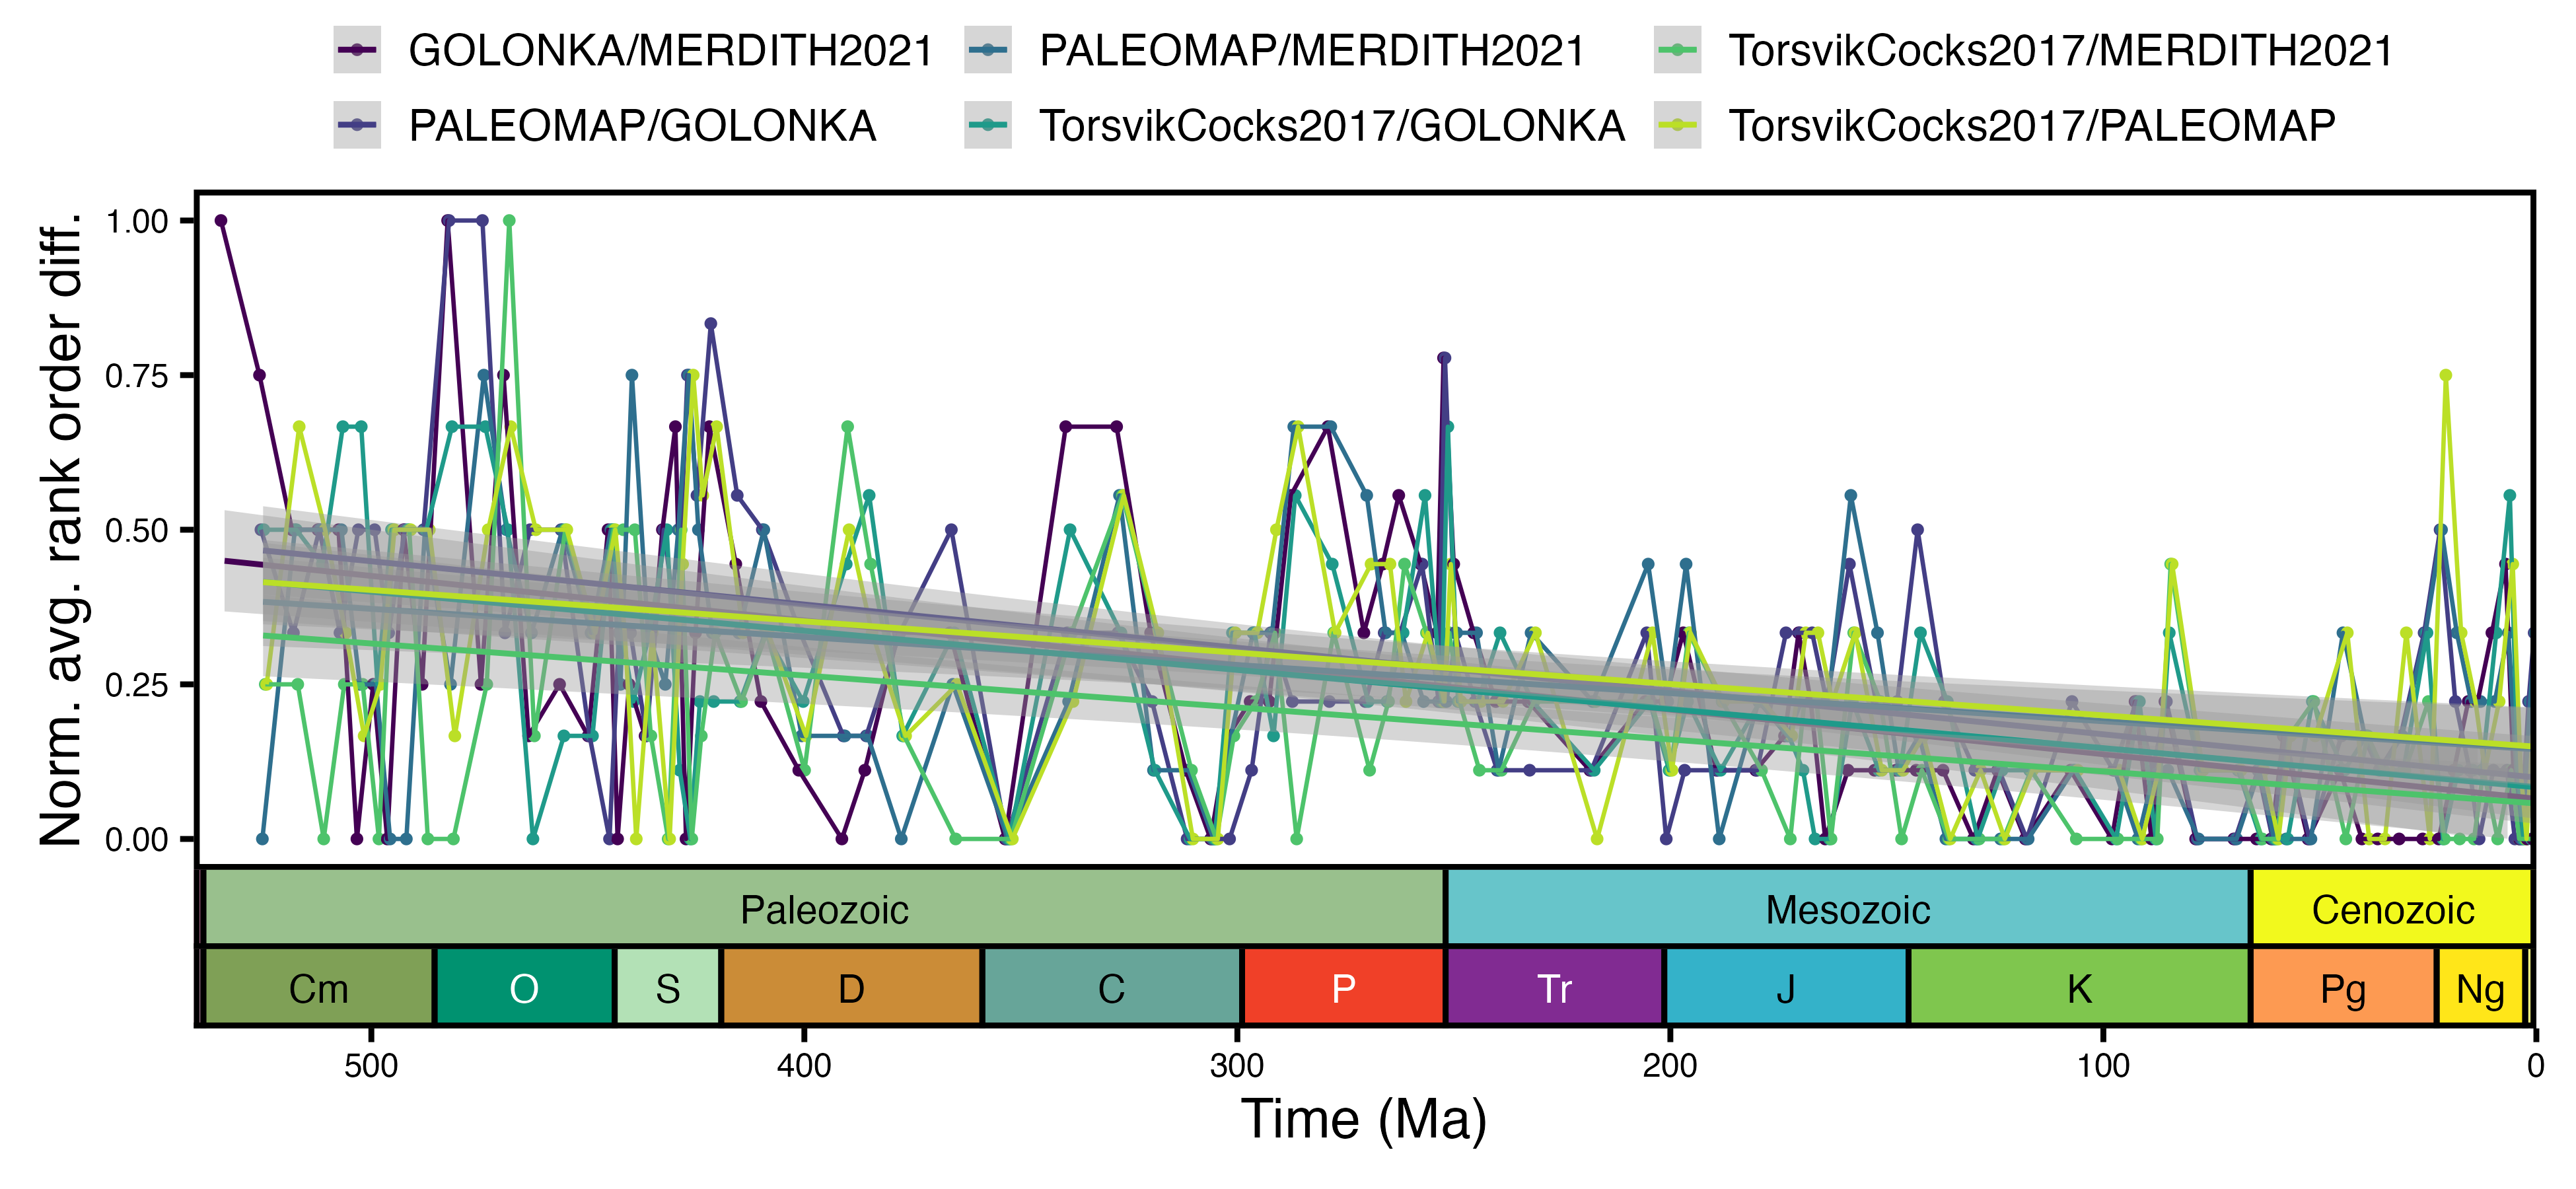 GOLONKA/MERDITH2021 PALEOMAP/MERDITH2021 TorsvikCocks2017/MERDITH2021
PALEOMAP/GOLONKA TorsvikCocks2017/GOLONKA TorsvikCocks2017/PALEOMAP
Norm. avg. rank order diff.
1.00
0.75
0.50
0.25
0.00
Paleozoic Mesozoic Cenozoic
Cm O S D C P Tr J K Pg Ng
500 400 300 200 100 0
Time (Ma)